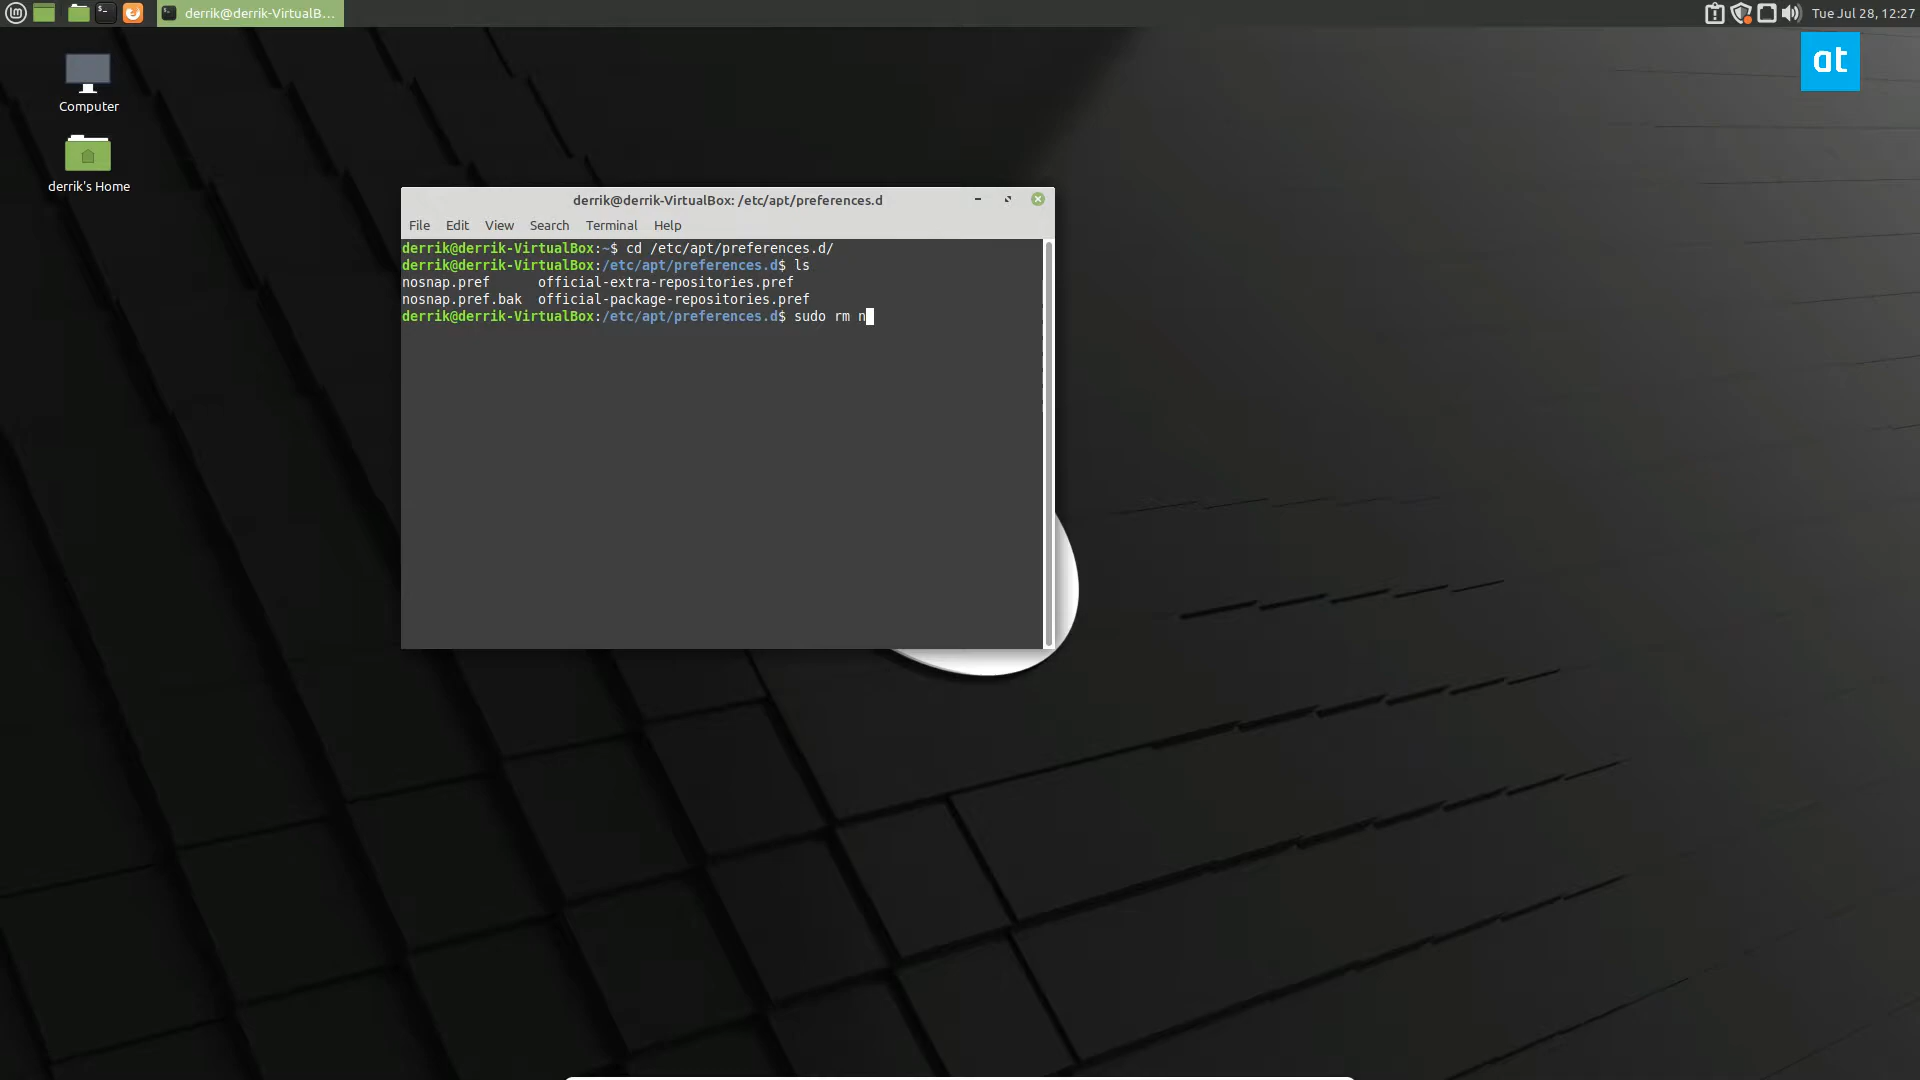 derrik@derrik-VirtualB...
Tue Jul 28, 12:27
at
Computer
derrik's Home
derrik@derrik-VirtualBox: /etc/apt/preferences.d
File Edit View Search Terminal Help
derrik@derrik-VirtualBox:~$ cd /etc/apt/preferences.d/
derrik@derrik-VirtualBox:/etc/apt/preferences.d$ ls
nosnap.pref official-extra-repositories.pref
nosnap.pref.bak official-package-repositories.pref
derrik@derrik-VirtualBox:/etc/apt/preferences.d$ sudo rm n